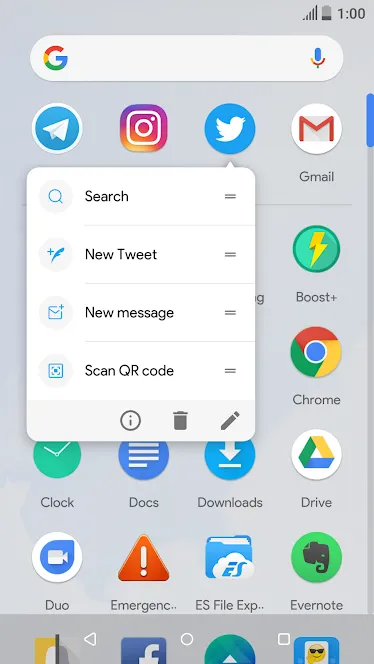 1:00
Gmail
Search
New Tweet
New message
Scan QR code
Boost+
Chrome
Clock
Docs
Downloads
Drive
Duo
Emergenc..
ES File Exp..
Evernote